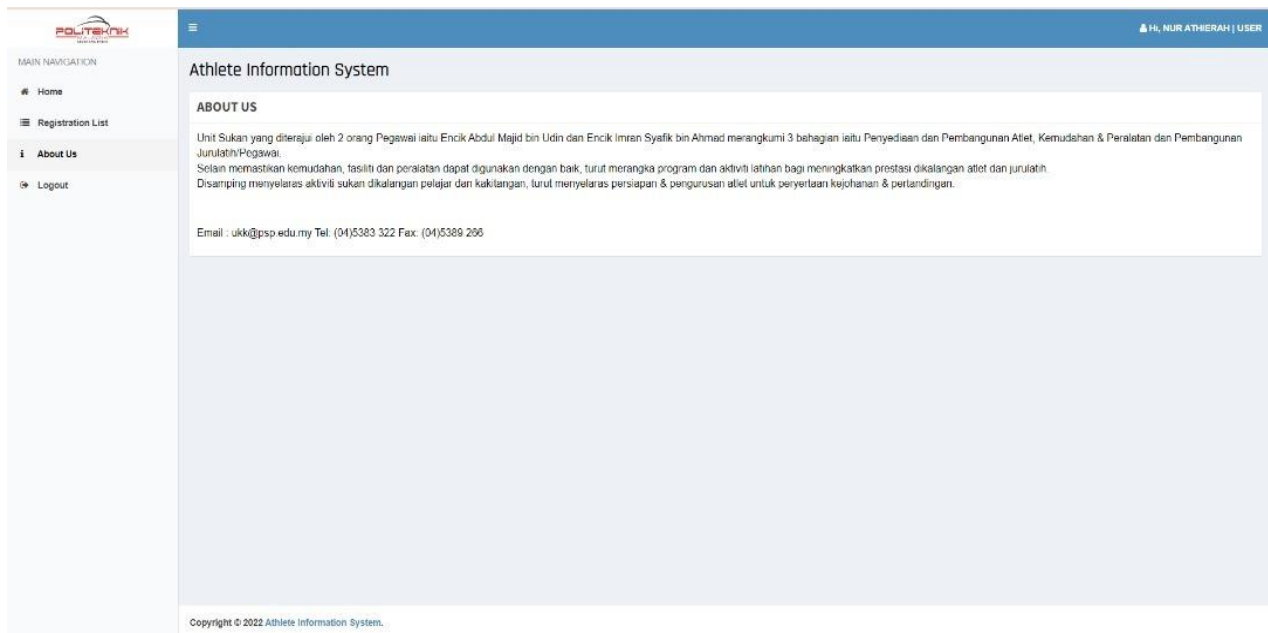 POLITEKNIK
MALAYSIA
Hi, NUR ATHIERAH | USER
MAIN NAVIGATION
Home
Registration List
About Us
Logout
Athlete Information System
ABOUT US
Unit Sukan yang diterajui oleh 2 orang Pegawai iaitu Encik Abdul Majid bin Udin dan Encik Imran Syafik bin Ahmad merangkumi 3 bahagian iaitu Penyediaan dan Pembangunan Atlet, Kemudahan & Peralatan dan Pembangunan
Jurulatih/Pegawai.
Selain memastikan kemudahan, fasiliti dan peralatan dapat digunakan dengan baik, turut merangka program dan aktiviti latihan bagi meningkatkan prestasi dikalangan atlet dan jurulatih.
Disamping menyelaras aktiviti sukan dikalangan pelajar dan kakitangan, turut menyelaras persiapan & pengurusan atlet untuk penyertaan kejohanan & pertandingan.
Email : ukk@psp.edu.my Tel: (04)5383 322 Fax: (04)5389 266
Copyright © 2022 Athlete Information System.